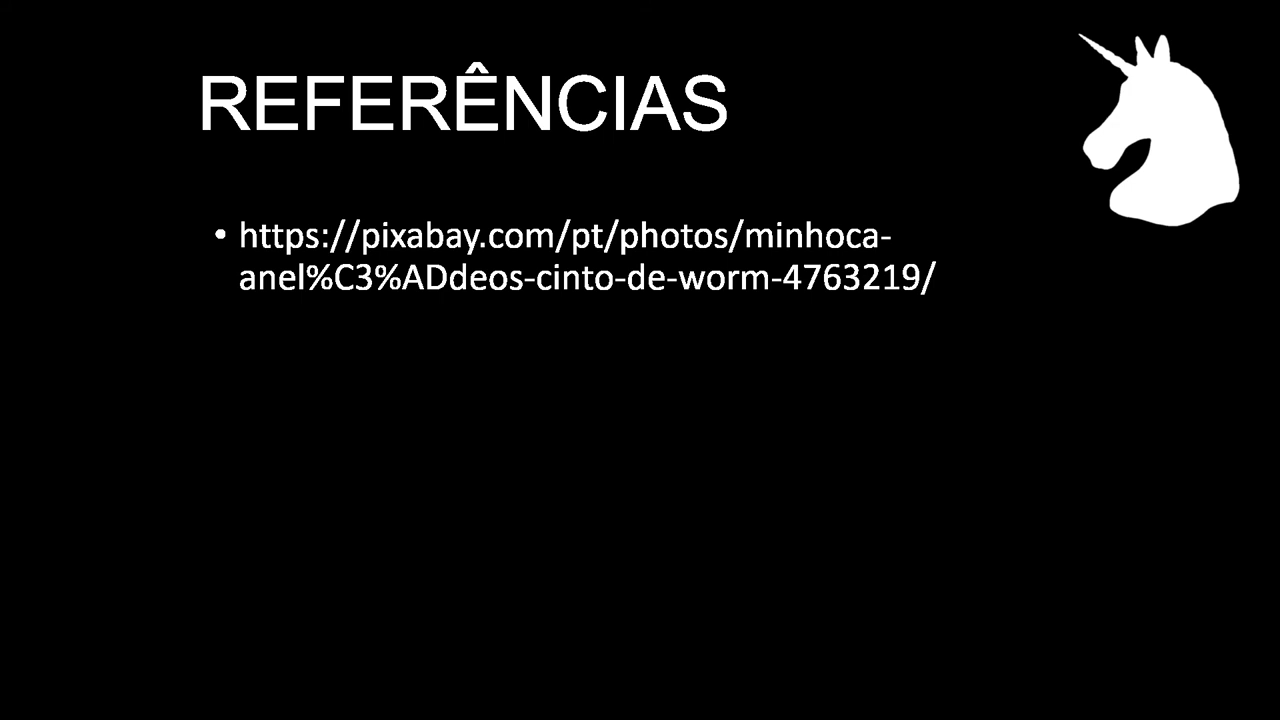 REFERÊNCIAS
• https://pixabay.com/pt/photos/minhoca-
anel%C3%ADdeos-cinto-de-worm-4763219/